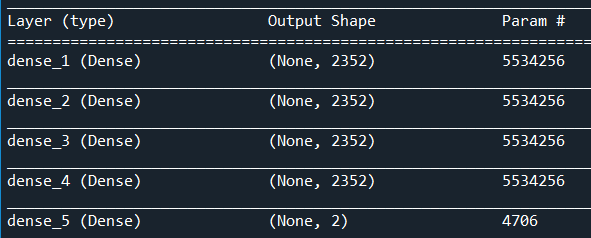 Layer (type) Output Shape Param #
=================================================================
dense_1 (Dense) (None, 2352) 5534256
dense_2 (Dense) (None, 2352) 5534256
dense_3 (Dense) (None, 2352) 5534256
dense_4 (Dense) (None, 2352) 5534256
dense_5 (Dense) (None, 2) 4706